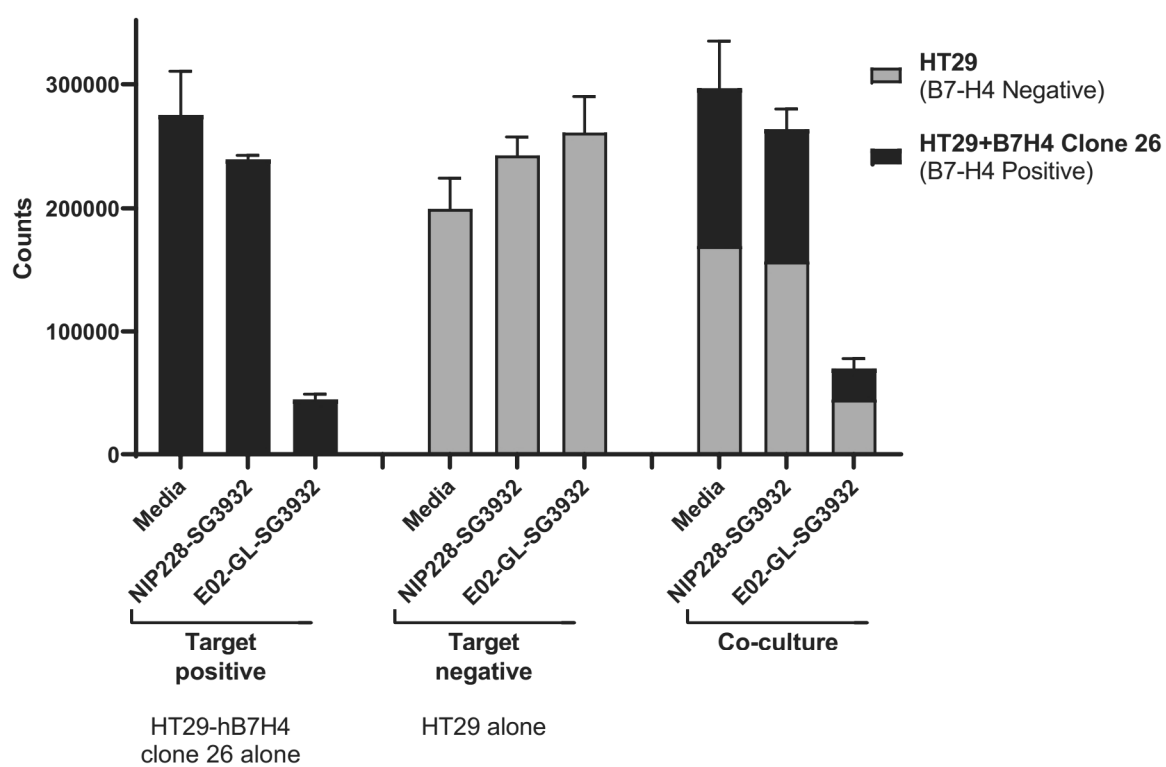 Counts
300000
200000
100000
0
HT29
(B7-H4 Negative)
HT29+B7H4 Clone 26
(B7-H4 Positive)
Media
NIP228-SG3932
E02-GL-SG3932
Media
NIP228-SG3932
E02-GL-SG3932
Media
NIP228-SG3932
E02-GL-SG3932
Target
positive
HT29-hB7H4
clone 26 alone
Target
negative
HT29 alone
Co-culture